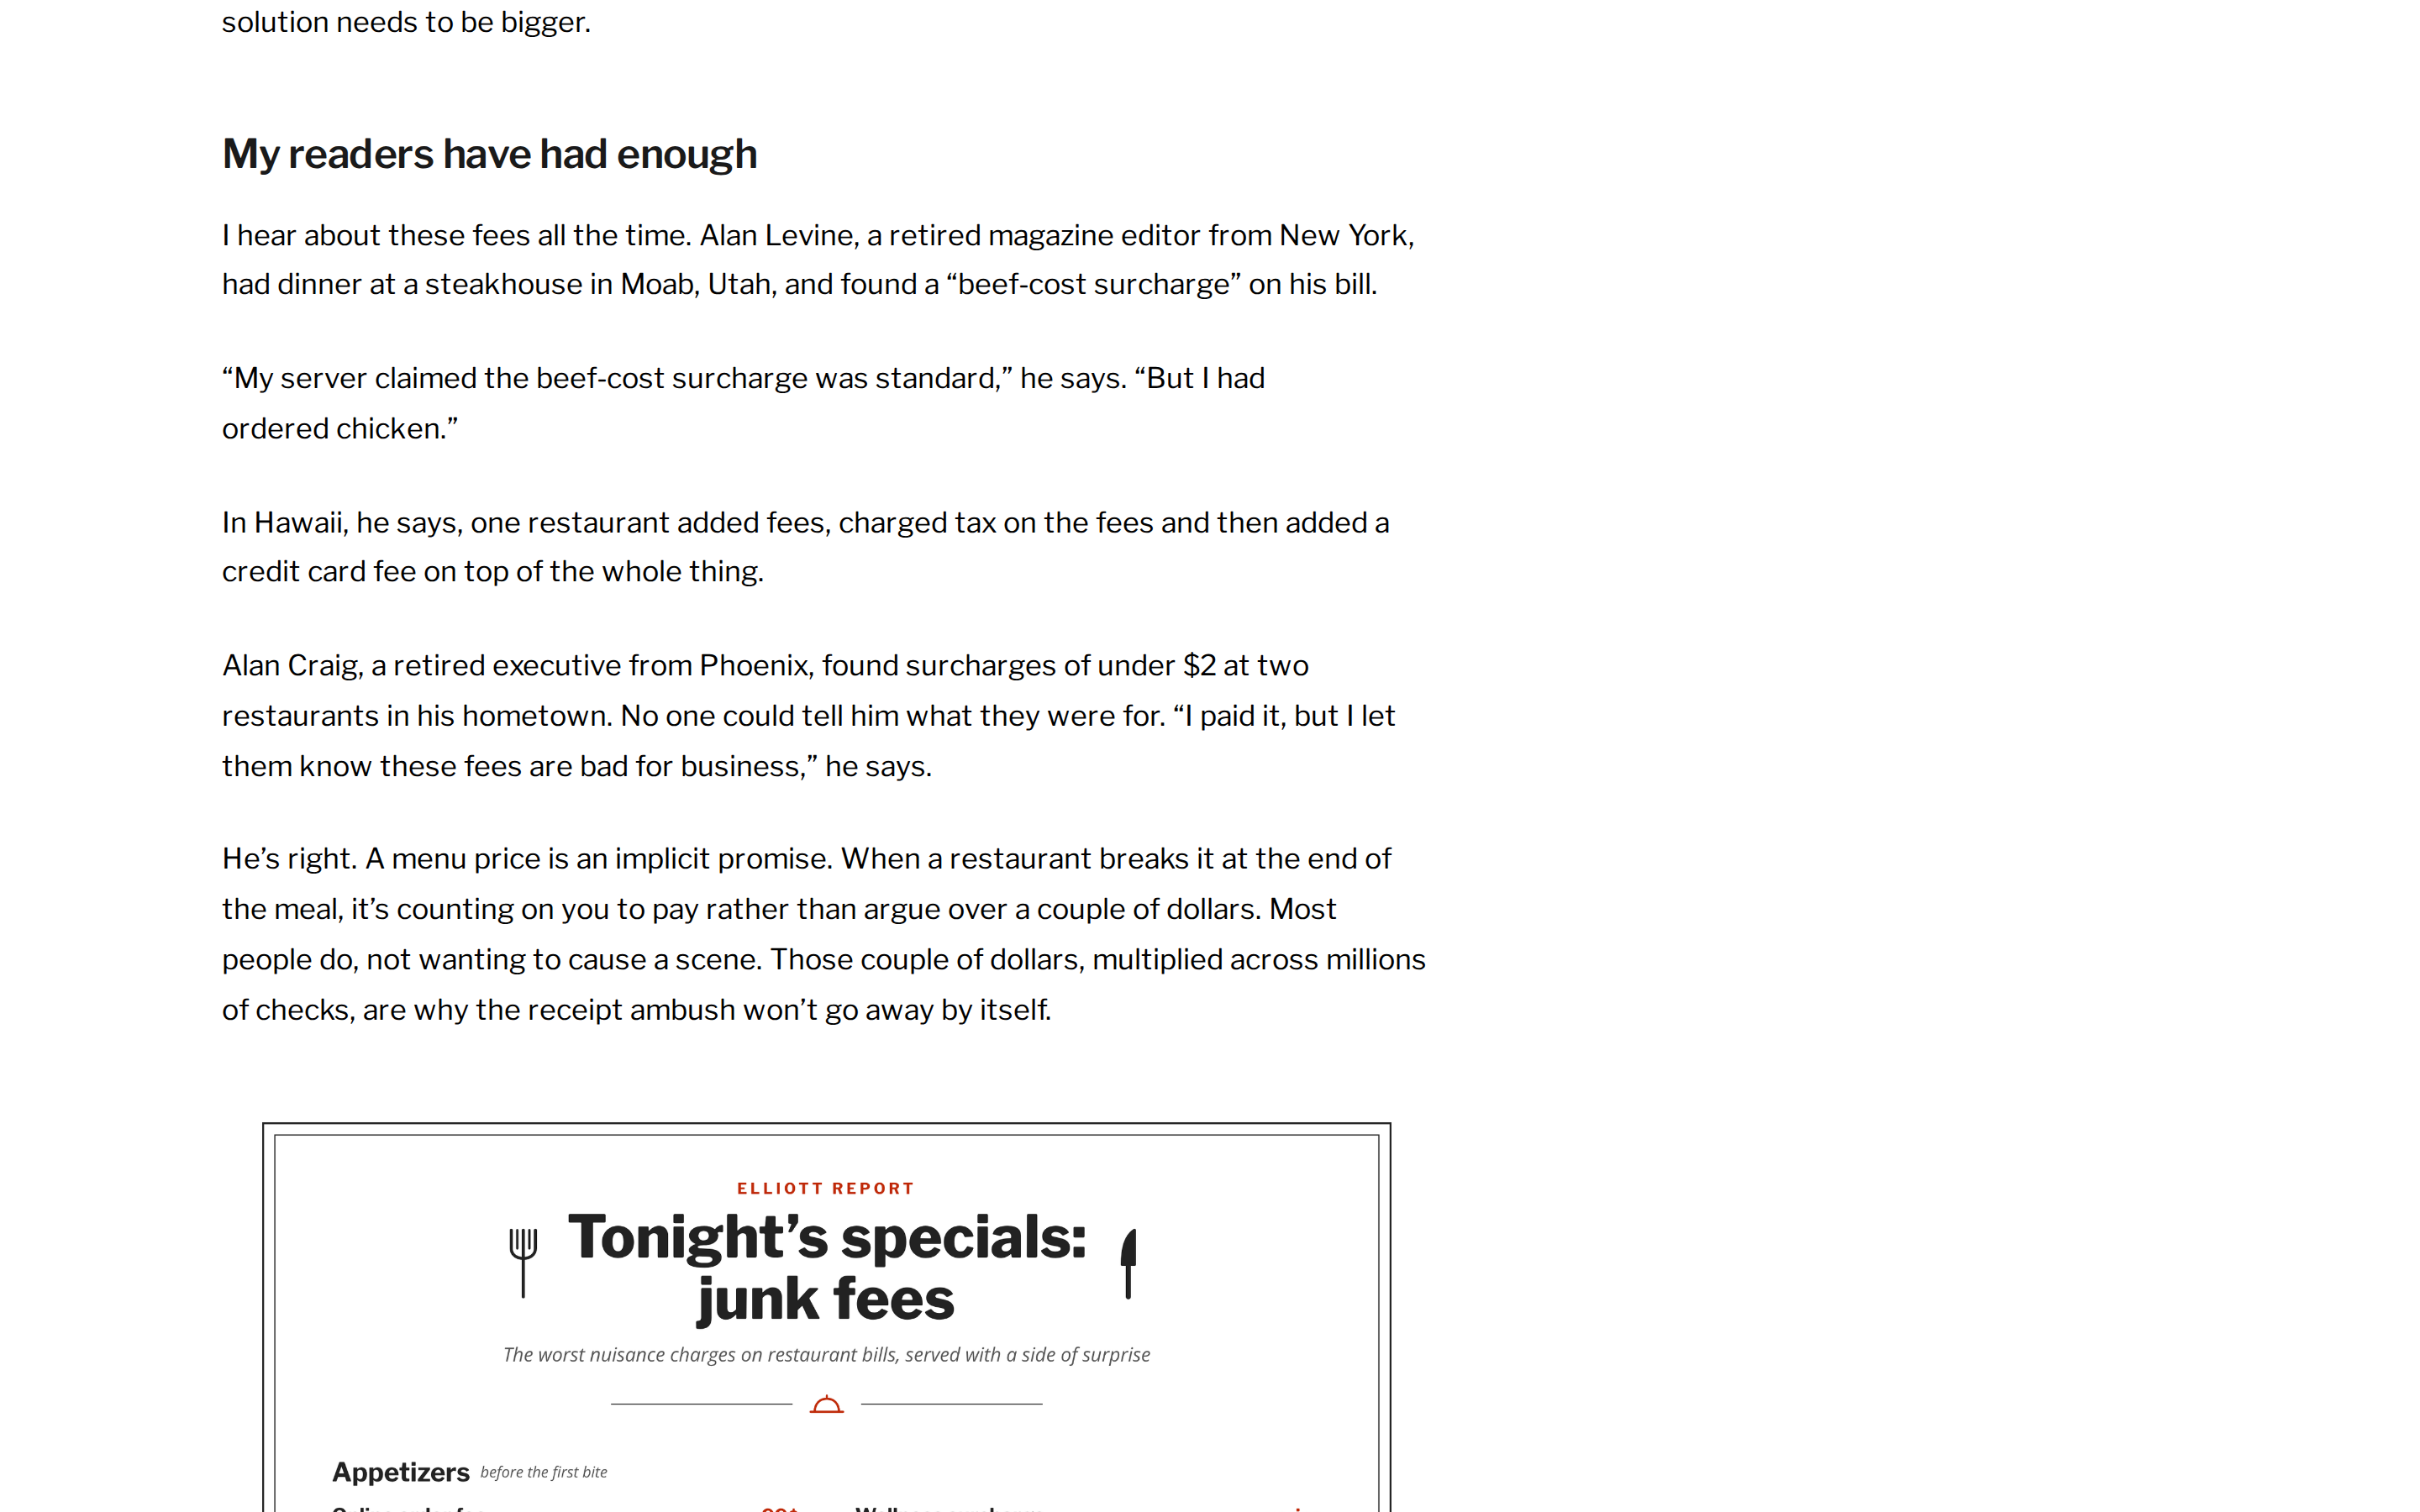 solution needs to be bigger.
My readers have had enough
I hear about these fees all the time. Alan Levine, a retired magazine editor from New York,
had dinner at a steakhouse in Moab, Utah, and found a “beef-cost surcharge” on his bill.
“My server claimed the beef-cost surcharge was standard,” he says. “But I had
ordered chicken.”
In Hawaii, he says, one restaurant added fees, charged tax on the fees and then added a
credit card fee on top of the whole thing.
Alan Craig, a retired executive from Phoenix, found surcharges of under $2 at two
restaurants in his hometown. No one could tell him what they were for. “I paid it, but I let
them know these fees are bad for business,” he says.
He’s right. A menu price is an implicit promise. When a restaurant breaks it at the end of
the meal, it’s counting on you to pay rather than argue over a couple of dollars. Most
people do, not wanting to cause a scene. Those couple of dollars, multiplied across millions
of checks, are why the receipt ambush won’t go away by itself.
ELLIOTT REPORT
Tonight’s specials:
junk fees
The worst nuisance charges on restaurant bills, served with a side of surprise
Appetizers before the first bite